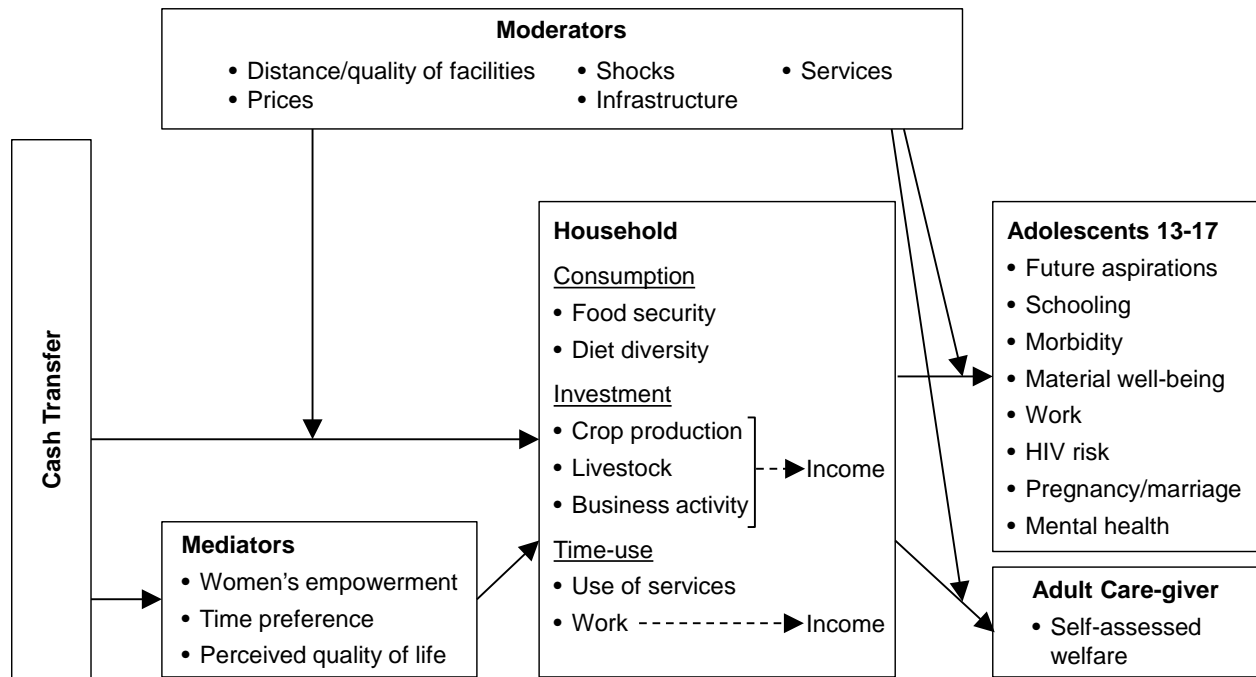 Moderators
• Distance/quality of facilities
• Shocks
• Services
• Prices
• Infrastructure
Cash Transfer
Mediators
• Women’s empowerment
• Time preference
• Perceived quality of life
Household
Consumption
• Food security
• Diet diversity
Investment
• Crop production
• Livestock
• Business activity
Income
Time-use
• Use of services
• Work
Income
Adolescents 13-17
• Future aspirations
• Schooling
• Morbidity
• Material well-being
• Work
• HIV risk
• Pregnancy/marriage
• Mental health
Adult Care-giver
• Self-assessed
welfare